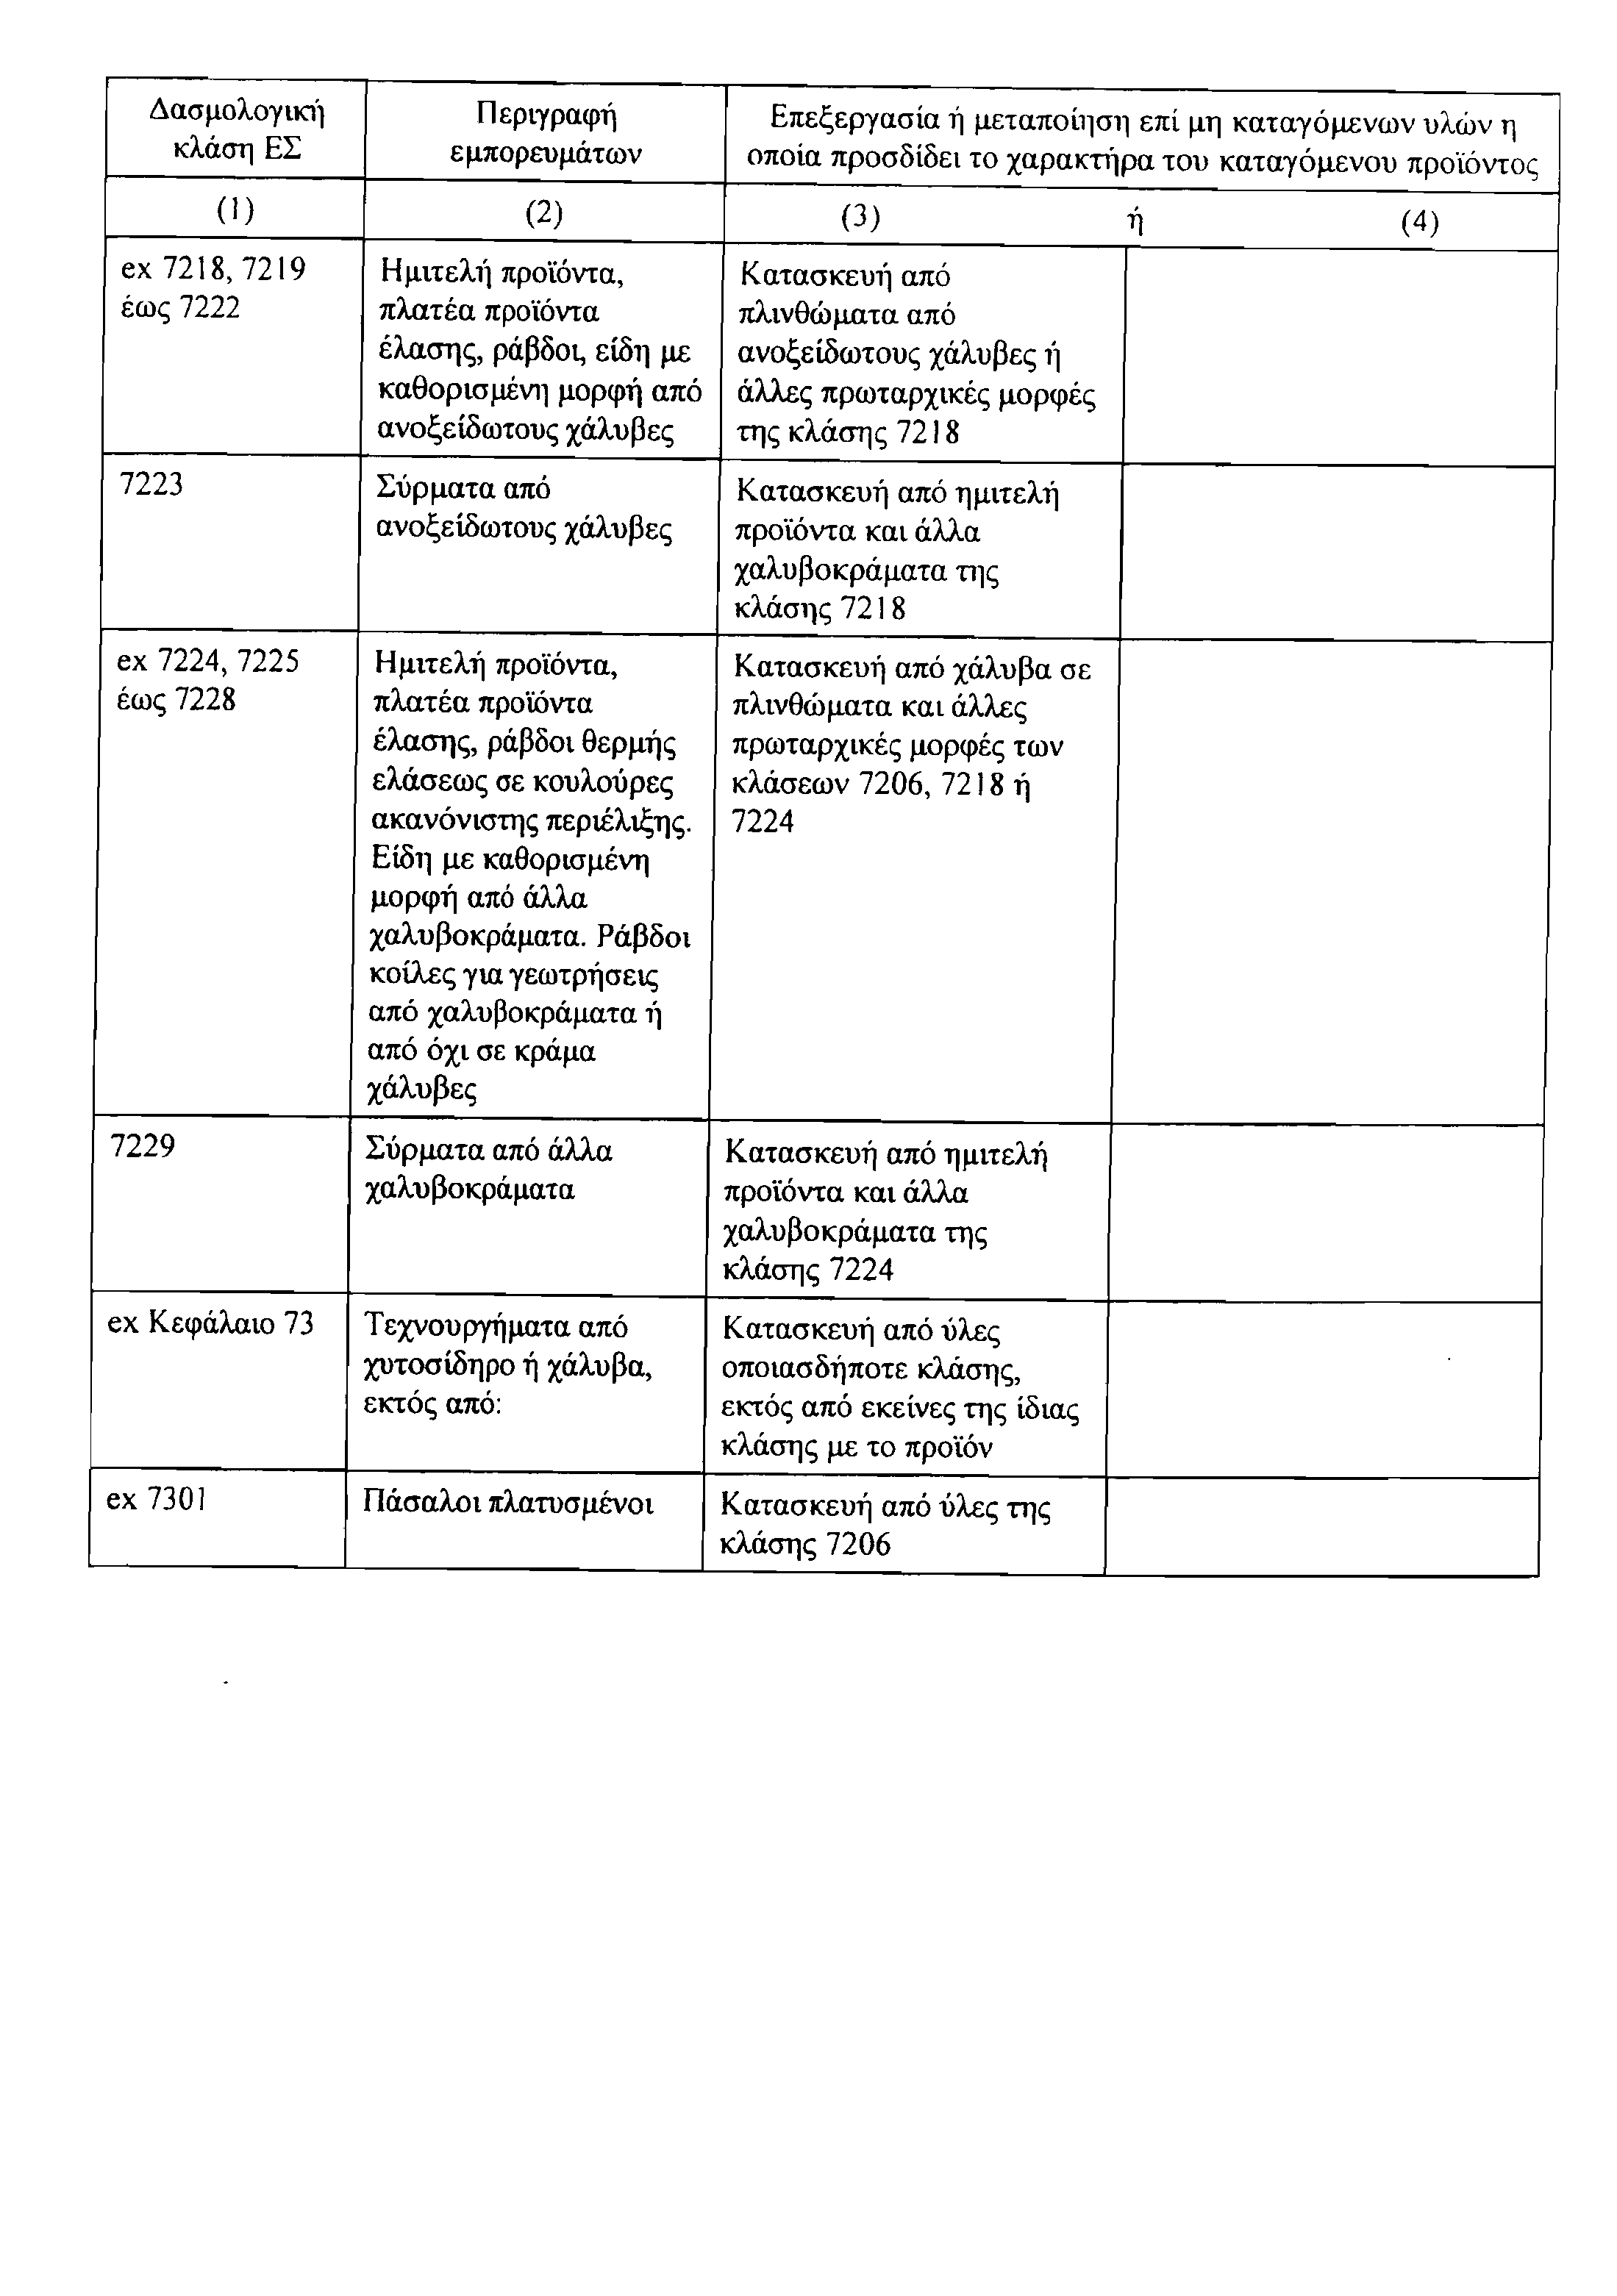 Δασμολογική
κλάση ΕΣ
Περιγραφή
εμπορευμάτων
Επεξεργασία ή μεταποίηση επί μη καταγόμενων υλών η
οποία προσδίδει το χαρακτήρα του καταγόμενου προϊόντος
(1)
(2)
(3) ή (4)
ex 7218, 7219
έως 7222
Ημιτελή προϊόντα,
πλατέα προϊόντα
έλασης, ράβδοι, είδη με
καθορισμένη μορφή από
ανοξείδωτους χάλυβες
Κατασκευή από
πλινθώματα από
ανοξείδωτους χάλυβες ή
άλλες πρωταρχικές μορφές
της κλάσης 7218
7223
Σύρματα από
ανοξείδωτους χάλυβες
Κατασκευή από ημιτελή
προϊόντα και άλλα
χαλυβοκράματα της
κλάσης 7218
ex 7224, 7225
έως 7228
Ημιτελή προϊόντα,
πλατέα προϊόντα
έλασης, ράβδοι θερμής
ελάσεως σε κουλούρες
ακανόνιστης περιέλιξης.
Είδη με καθορισμένη
μορφή από άλλα
χαλυβοκράματα. Ράβδοι
κοίλες για γεωτρήσεις
από χαλυβοκράματα ή
από όχι σε κράμα
χάλυβες
Κατασκευή από χάλυβα σε
πλινθώματα και άλλες
πρωταρχικές μορφές των
κλάσεων 7206, 7218 ή
7224
7229
Σύρματα από άλλα
χαλυβοκράματα
Κατασκευή από ημιτελή
προϊόντα και άλλα
χαλυβοκράματα της
κλάσης 7224
ex Κεφάλαιο 73
Τεχνουργήματα από
χυτοσίδηρο ή χάλυβα,
εκτός από:
Κατασκευή από ύλες
οποιασδήποτε κλάσης,
εκτός από εκείνες της ίδιας
κλάσης με το προϊόν
ex 7301
Πάσαλοι πλατυσμένοι
Κατασκευή από ύλες της
κλάσης 7206